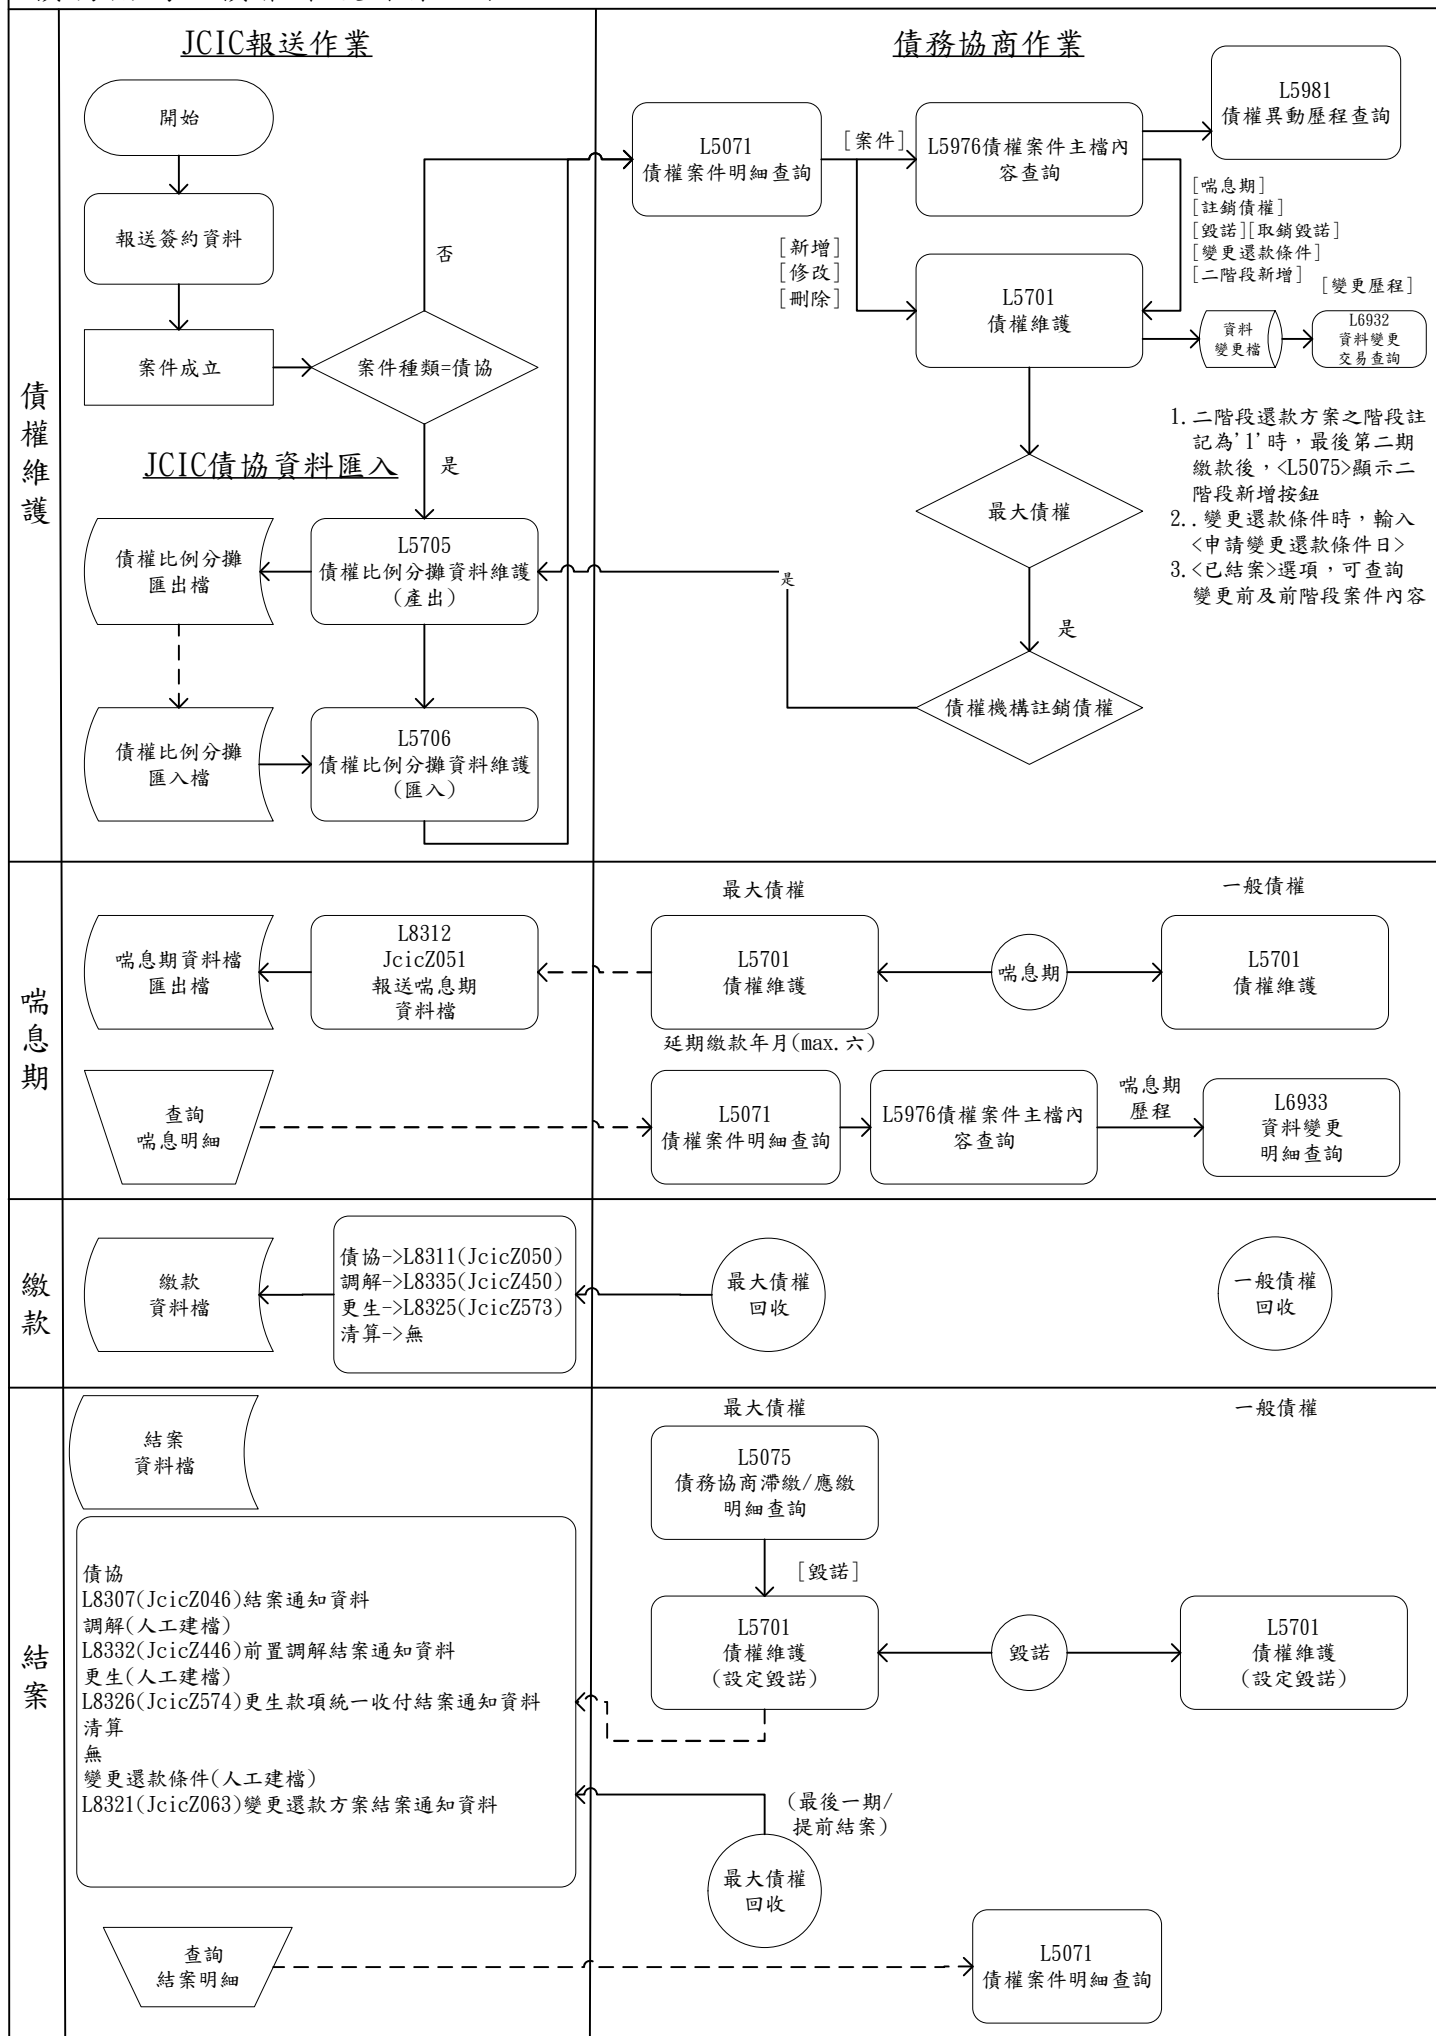 JCIC報送作業
債務協商作業
債權維護
開始
報送簽約資料
案件成立
案件種類=債協
否
是
L5071
債權案件明細查詢
[案件]
L5976債權案件主檔內
容查詢
L5981
債權異動歷程查詢
[喘息期]
[註銷債權]
[毀諾][取銷毀諾]
[變更還款條件]
[二階段新增]
[新增]
[修改]
[刪除]
L5701
債權維護
資料
變更檔
[變更歷程]
L6932
資料變更
交易查詢
1.二階段還款方案之階段註
記為'1'時，最後第二期
繳款後，<L5075>顯示二
階段新增按鈕
2..變更還款條件時，輸入
<申請變更還款條件日>
3.<已結案>選項，可查詢
變更前及前階段案件內容
最大債權
是
債權機構註銷債權
是
JCIC債協資料匯入
債權比例分攤
匯出檔
L5705
債權比例分攤資料維護
(產出)
債權比例分攤
匯入檔
L5706
債權比例分攤資料維護
(匯入)
喘息期
最大債權
一般債權
喘息期資料檔
匯出檔
L8312
JcicZ051
報送喘息期
資料檔
L5701
債權維護
喘息期
L5701
債權維護
延期繳款年月(max.六)
查詢
喘息明細
L5071
債權案件明細查詢
L5976債權案件主檔內
容查詢
喘息期
歷程
L6933
資料變更
明細查詢
繳款
繳款
資料檔
債協->L8311(JcicZ050)
調解->L8335(JcicZ450)
更生->L8325(JcicZ573)
清算->無
最大債權
回收
一般債權
回收
結案
最大債權
一般債權
結案
資料檔
L5075
債務協商滯繳/應繳
明細查詢
[毀諾]
債協
L8307(JcicZ046)結案通知資料
調解(人工建檔)
L8332(JcicZ446)前置調解結案通知資料
更生(人工建檔)
L8326(JcicZ574)更生款項統一收付結案通知資料
清算
無
變更還款條件(人工建檔)
L8321(JcicZ063)變更還款方案結案通知資料
L5701
債權維護
(設定毀諾)
毀諾
L5701
債權維護
(設定毀諾)
(最後一期/
提前結案)
最大債權
回收
查詢
結案明細
L5071
債權案件明細查詢